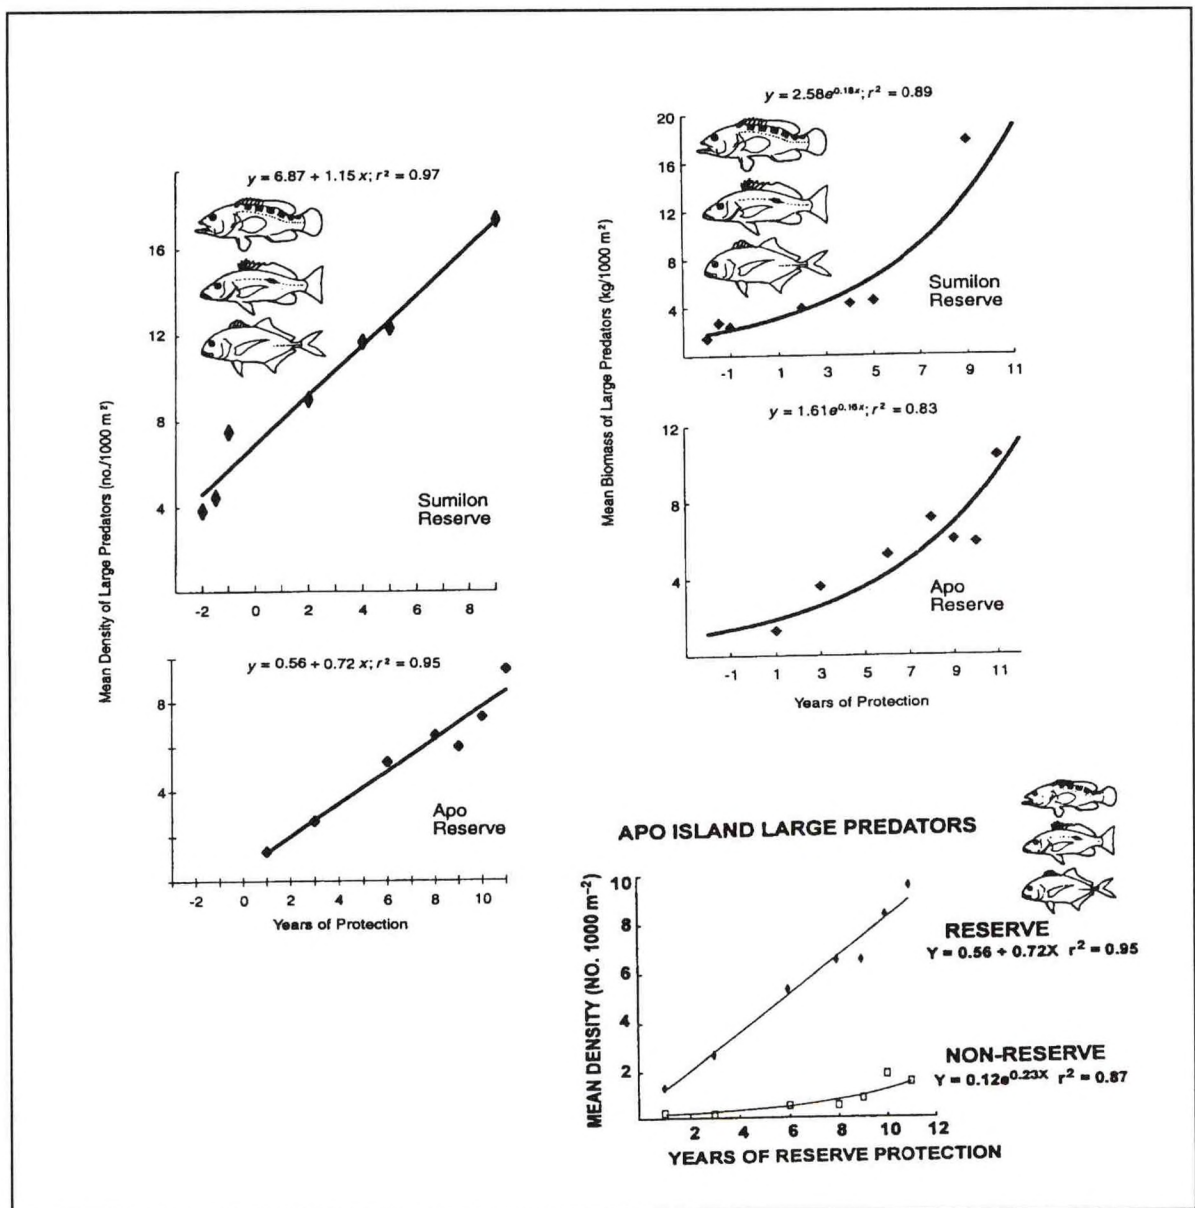 y = 6.87 + 1.15 x; r² = 0.97
16
12
8
4
Sumilon
Reserve
-2 0 2 4 6 8
Mean Density of Large Predators (no./1000 m²)
y = 0.56 + 0.72 x; r² = 0.95
8
4
Apo
Reserve
-2 0 2 4 6 8 10
Years of Protection
y = 2.58e^0.18x; r² = 0.89
20
16
12
8
4
Sumilon
Reserve
-1 1 3 5 7 9 11
Mean Biomass of Large Predators (kg/1000 m²)
y = 1.61e^0.16x; r² = 0.83
12
8
4
Apo
Reserve
-1 1 3 5 7 9 11
Years of Protection
APO ISLAND LARGE PREDATORS
10
8
6
4
2
MEAN DENSITY (NO. 1000 m⁻²)
RESERVE
Y = 0.56 + 0.72X r² = 0.95
NON-RESERVE
Y = 0.12e^0.23X r² = 0.87
2 4 6 8 10 12
YEARS OF RESERVE PROTECTION